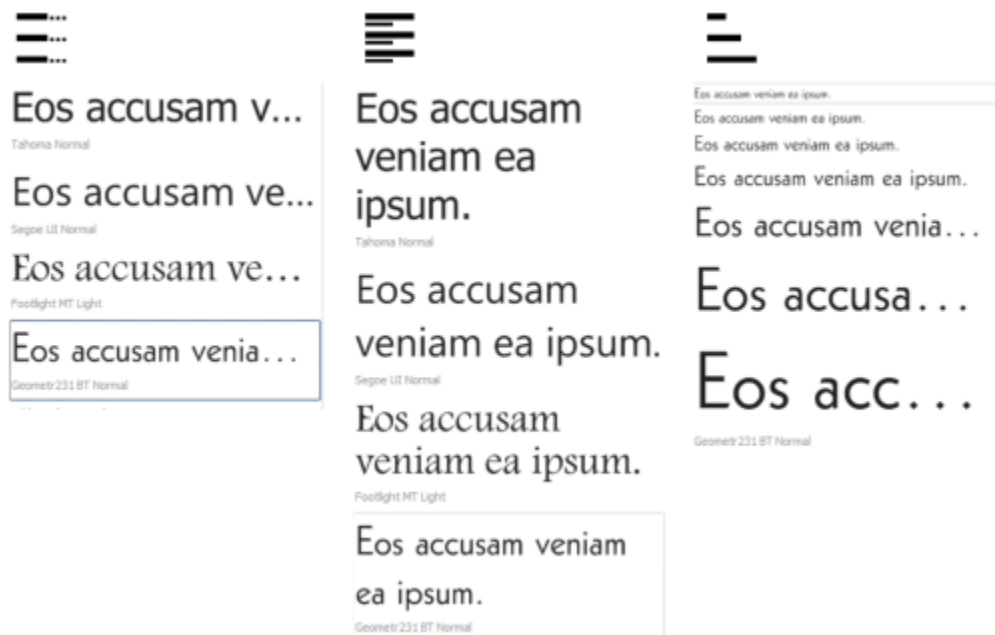 Eos accusam v...
Tahoma Normal
Eos accusam ve...
Segoe UI Normal
Eos accusam ve...
Footlight MT Light
Eos accusam venia...
Geometr231 BT Normal
Eos accusam
veniam ea
ipsum.
Tahoma Normal
Eos accusam
veniam ea ipsum.
Segoe UI Normal
Eos accusam
veniam ea ipsum.
Footlight MT Light
Eos accusam veniam
ea ipsum.
Geometr231 BT Normal
Eos accusam veniam ea ipsum.
Eos accusam veniam ea ipsum.
Eos accusam veniam ea ipsum.
Eos accusam veniam ea ipsum.
Eos accusam venia...
Eos accusa...
Eos acc...
Geometr231 BT Normal